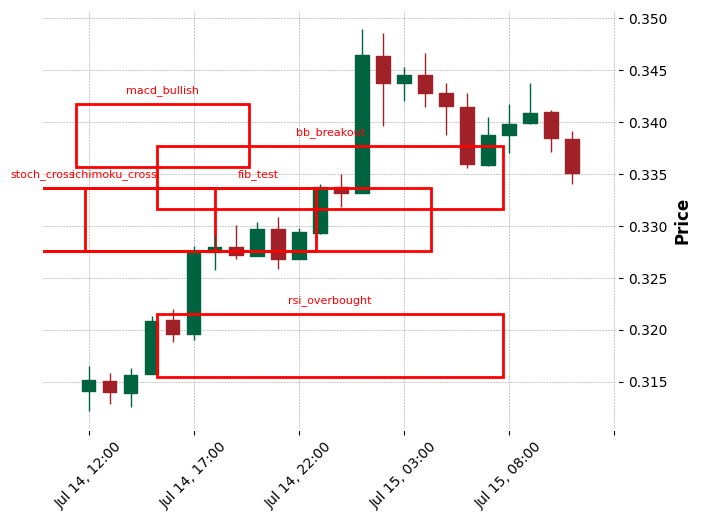 0.350
0.345
macd_bullish
0.340
bb_breakout
0.335
stoch_cross
ichimoku_cross
fib_test
0.330
Price
0.325
rsi_overbought
0.320
0.315
Jul 14, 12:00
Jul 14, 17:00
Jul 14, 22:00
Jul 15, 03:00
Jul 15, 08:00